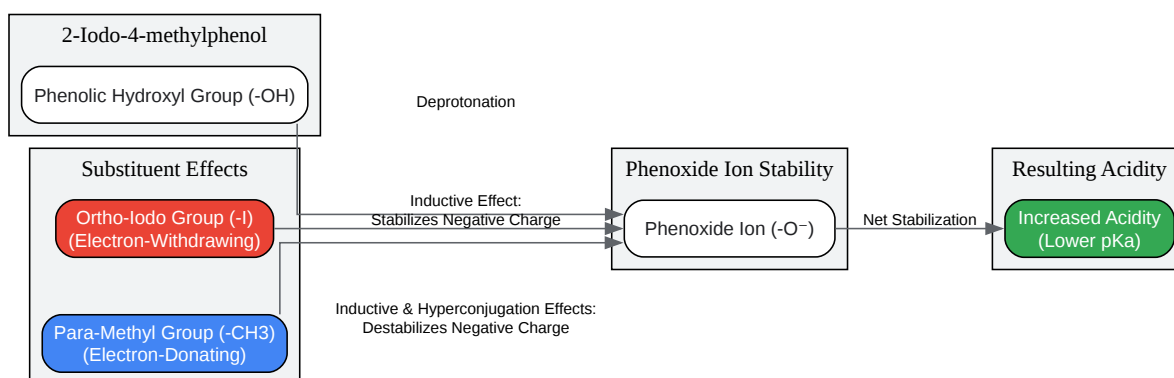 2-Iodo-4-methylphenol
Phenolic Hydroxyl Group (-OH)
Deprotonation
Substituent Effects
Ortho-Iodo Group (-I)
(Electron-Withdrawing)
Inductive Effect:
Stabilizes Negative Charge
Para-Methyl Group (-CH3)
(Electron-Donating)
Inductive & Hyperconjugation Effects:
Destabilizes Negative Charge
Phenoxide Ion Stability
Phenoxide Ion (-O⁻)
Net Stabilization
Resulting Acidity
Increased Acidity
(Lower pKa)